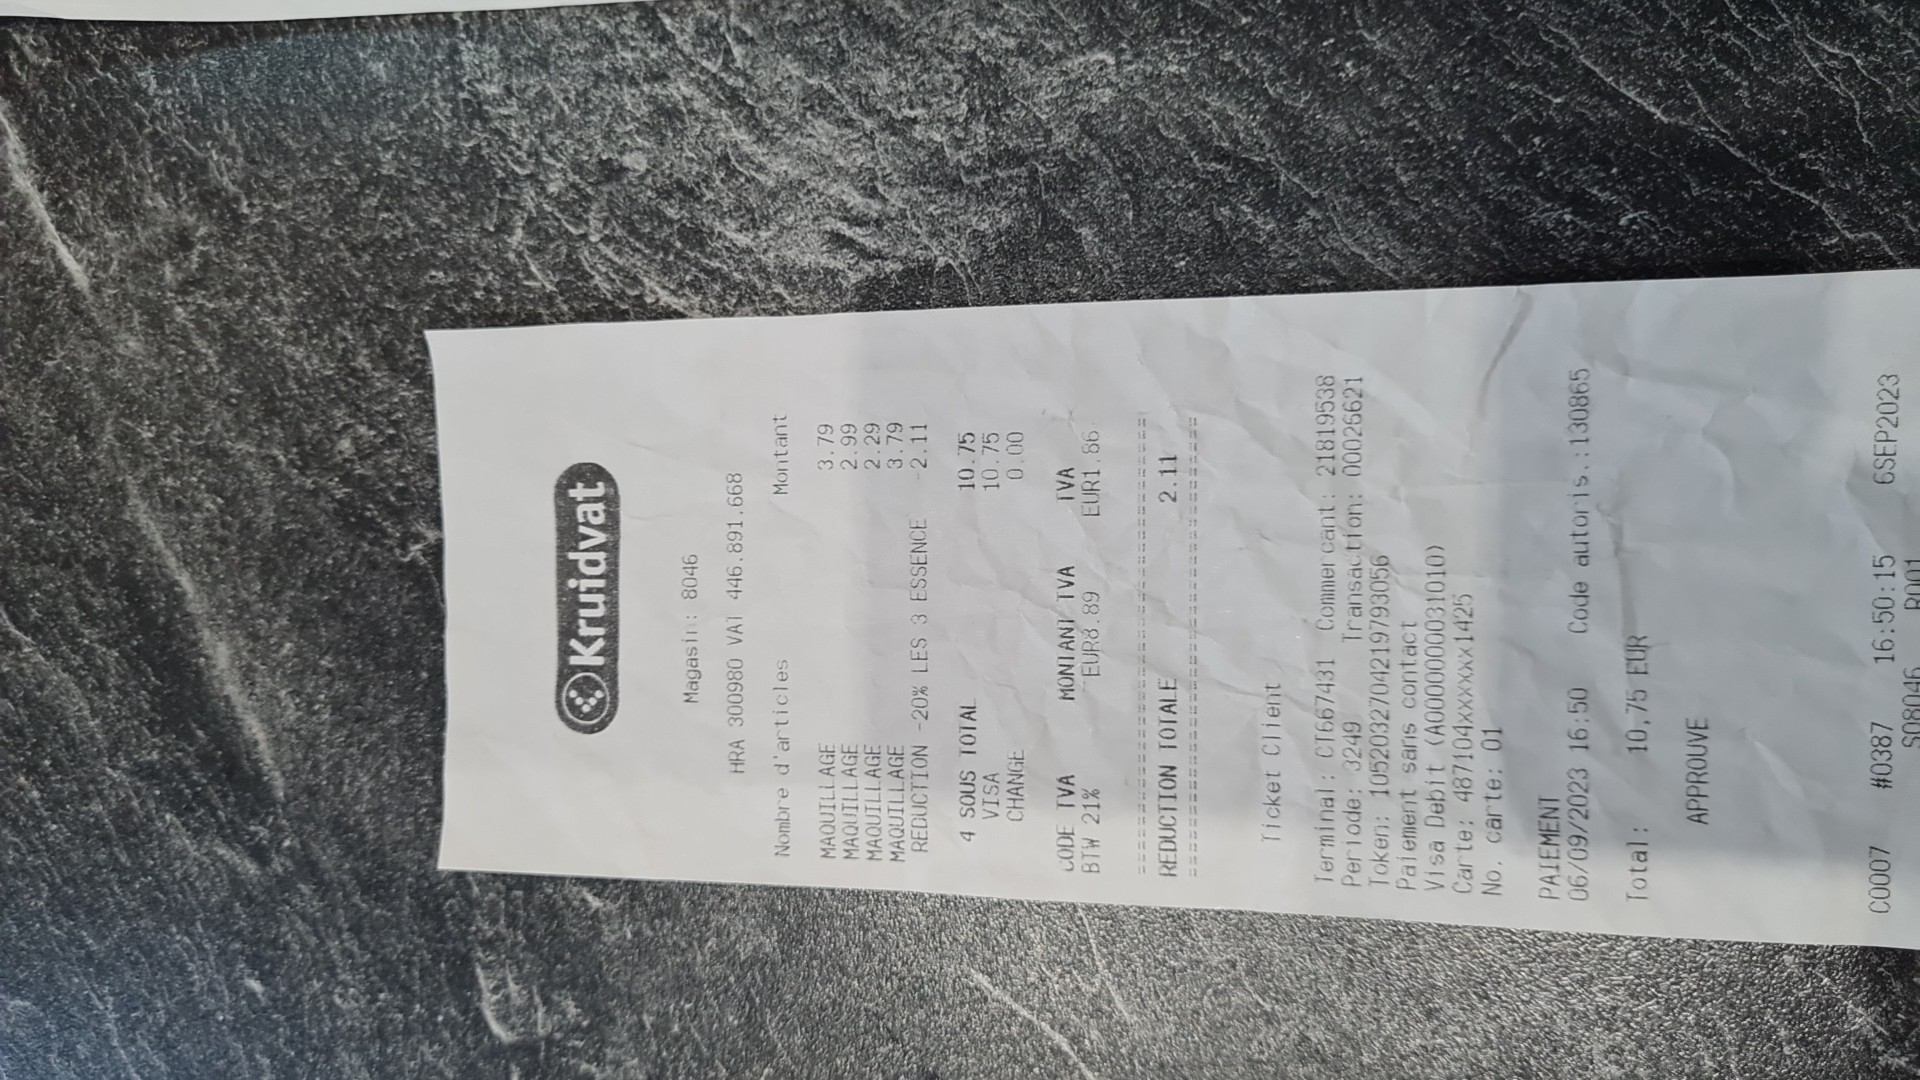 Kruidvat
Magasin: 8046
HRA 300980 VAT 446.891.668
Nombre d'articles Montant
MAQUILLAGE 3.79
MAQUILLAGE 2.99
MAQUILLAGE 2.29
MAQUILLAGE 3.79
REDUCTION -20% LES 3 ESSENCE -2.11
4 SOUS TOTAL 10.75
VISA 10.75
CHANGE 0.00
CODE TVA MONTANT TVA TVA
BTW 21% EUR8.89 EUR1.86
REDUCTION TOTALE 2.11
Ticket Client
Terminal: CT667431 Commercant: 21819538
Periode: 3249 Transaction: 00026621
Token: 1052032704219793056
Paiement sans contact
Visa Debit (A0000000031010)
Carte: 487104xxxxxx1425
No. carte: 01
PAIEMENT
06/09/2023 16:50 Code autoris.:130865
Total: 10,75 EUR
APPROUVE
C0007 #0387 16:50:15 6SEP2023
S08046 R001